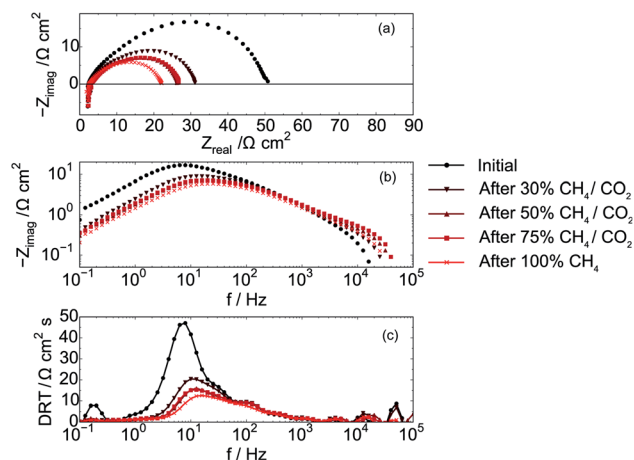 (a)
-Z_imag /Ω cm²
10
0
0 10 20 30 40 50 60 70 80 90
Z_real /Ω cm²
(b)
-Z_imag /Ω cm²
10¹
10⁰
10⁻¹
10⁻¹ 10⁰ 10¹ 10² 10³ 10⁴ 10⁵
f / Hz
Initial
After 30% CH₄/ CO₂
After 50% CH₄/ CO₂
After 75% CH₄/ CO₂
After 100% CH₄
(c)
DRT /Ω cm² s
50
40
30
20
10
0
10⁻¹ 10⁰ 10¹ 10² 10³ 10⁴ 10⁵
f / Hz